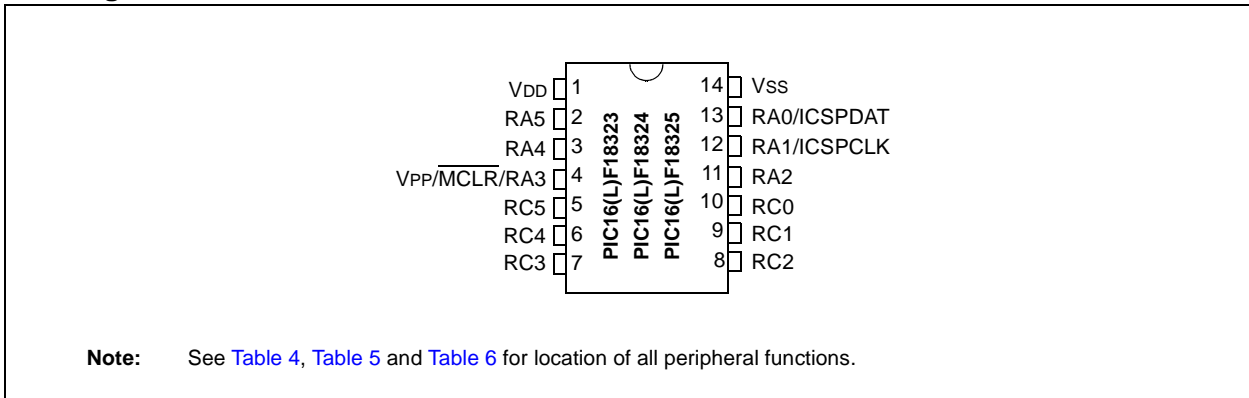 VDD 1 14 VSS
RA5 2 13 RA0/ICSPDAT
RA4 3 12 RA1/ICSPCLK
VPP/MCLR/RA3 4 11 RA2
RC5 5 10 RC0
RC4 6 9 RC1
RC3 7 8 RC2
PIC16(L)F18323
PIC16(L)F18324
PIC16(L)F18325
Note: See Table 4, Table 5 and Table 6 for location of all peripheral functions.